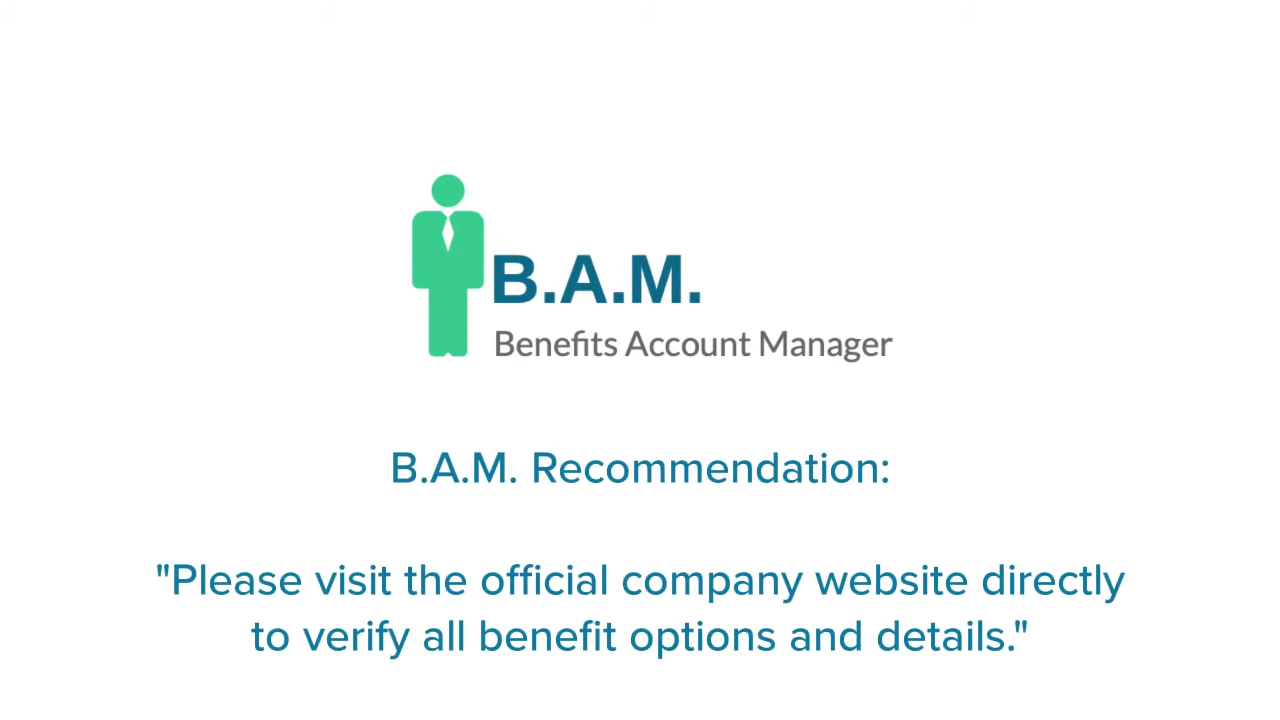 B.A.M.
Benefits Account Manager
B.A.M. Recommendation:
"Please visit the official company website directly
to verify all benefit options and details."